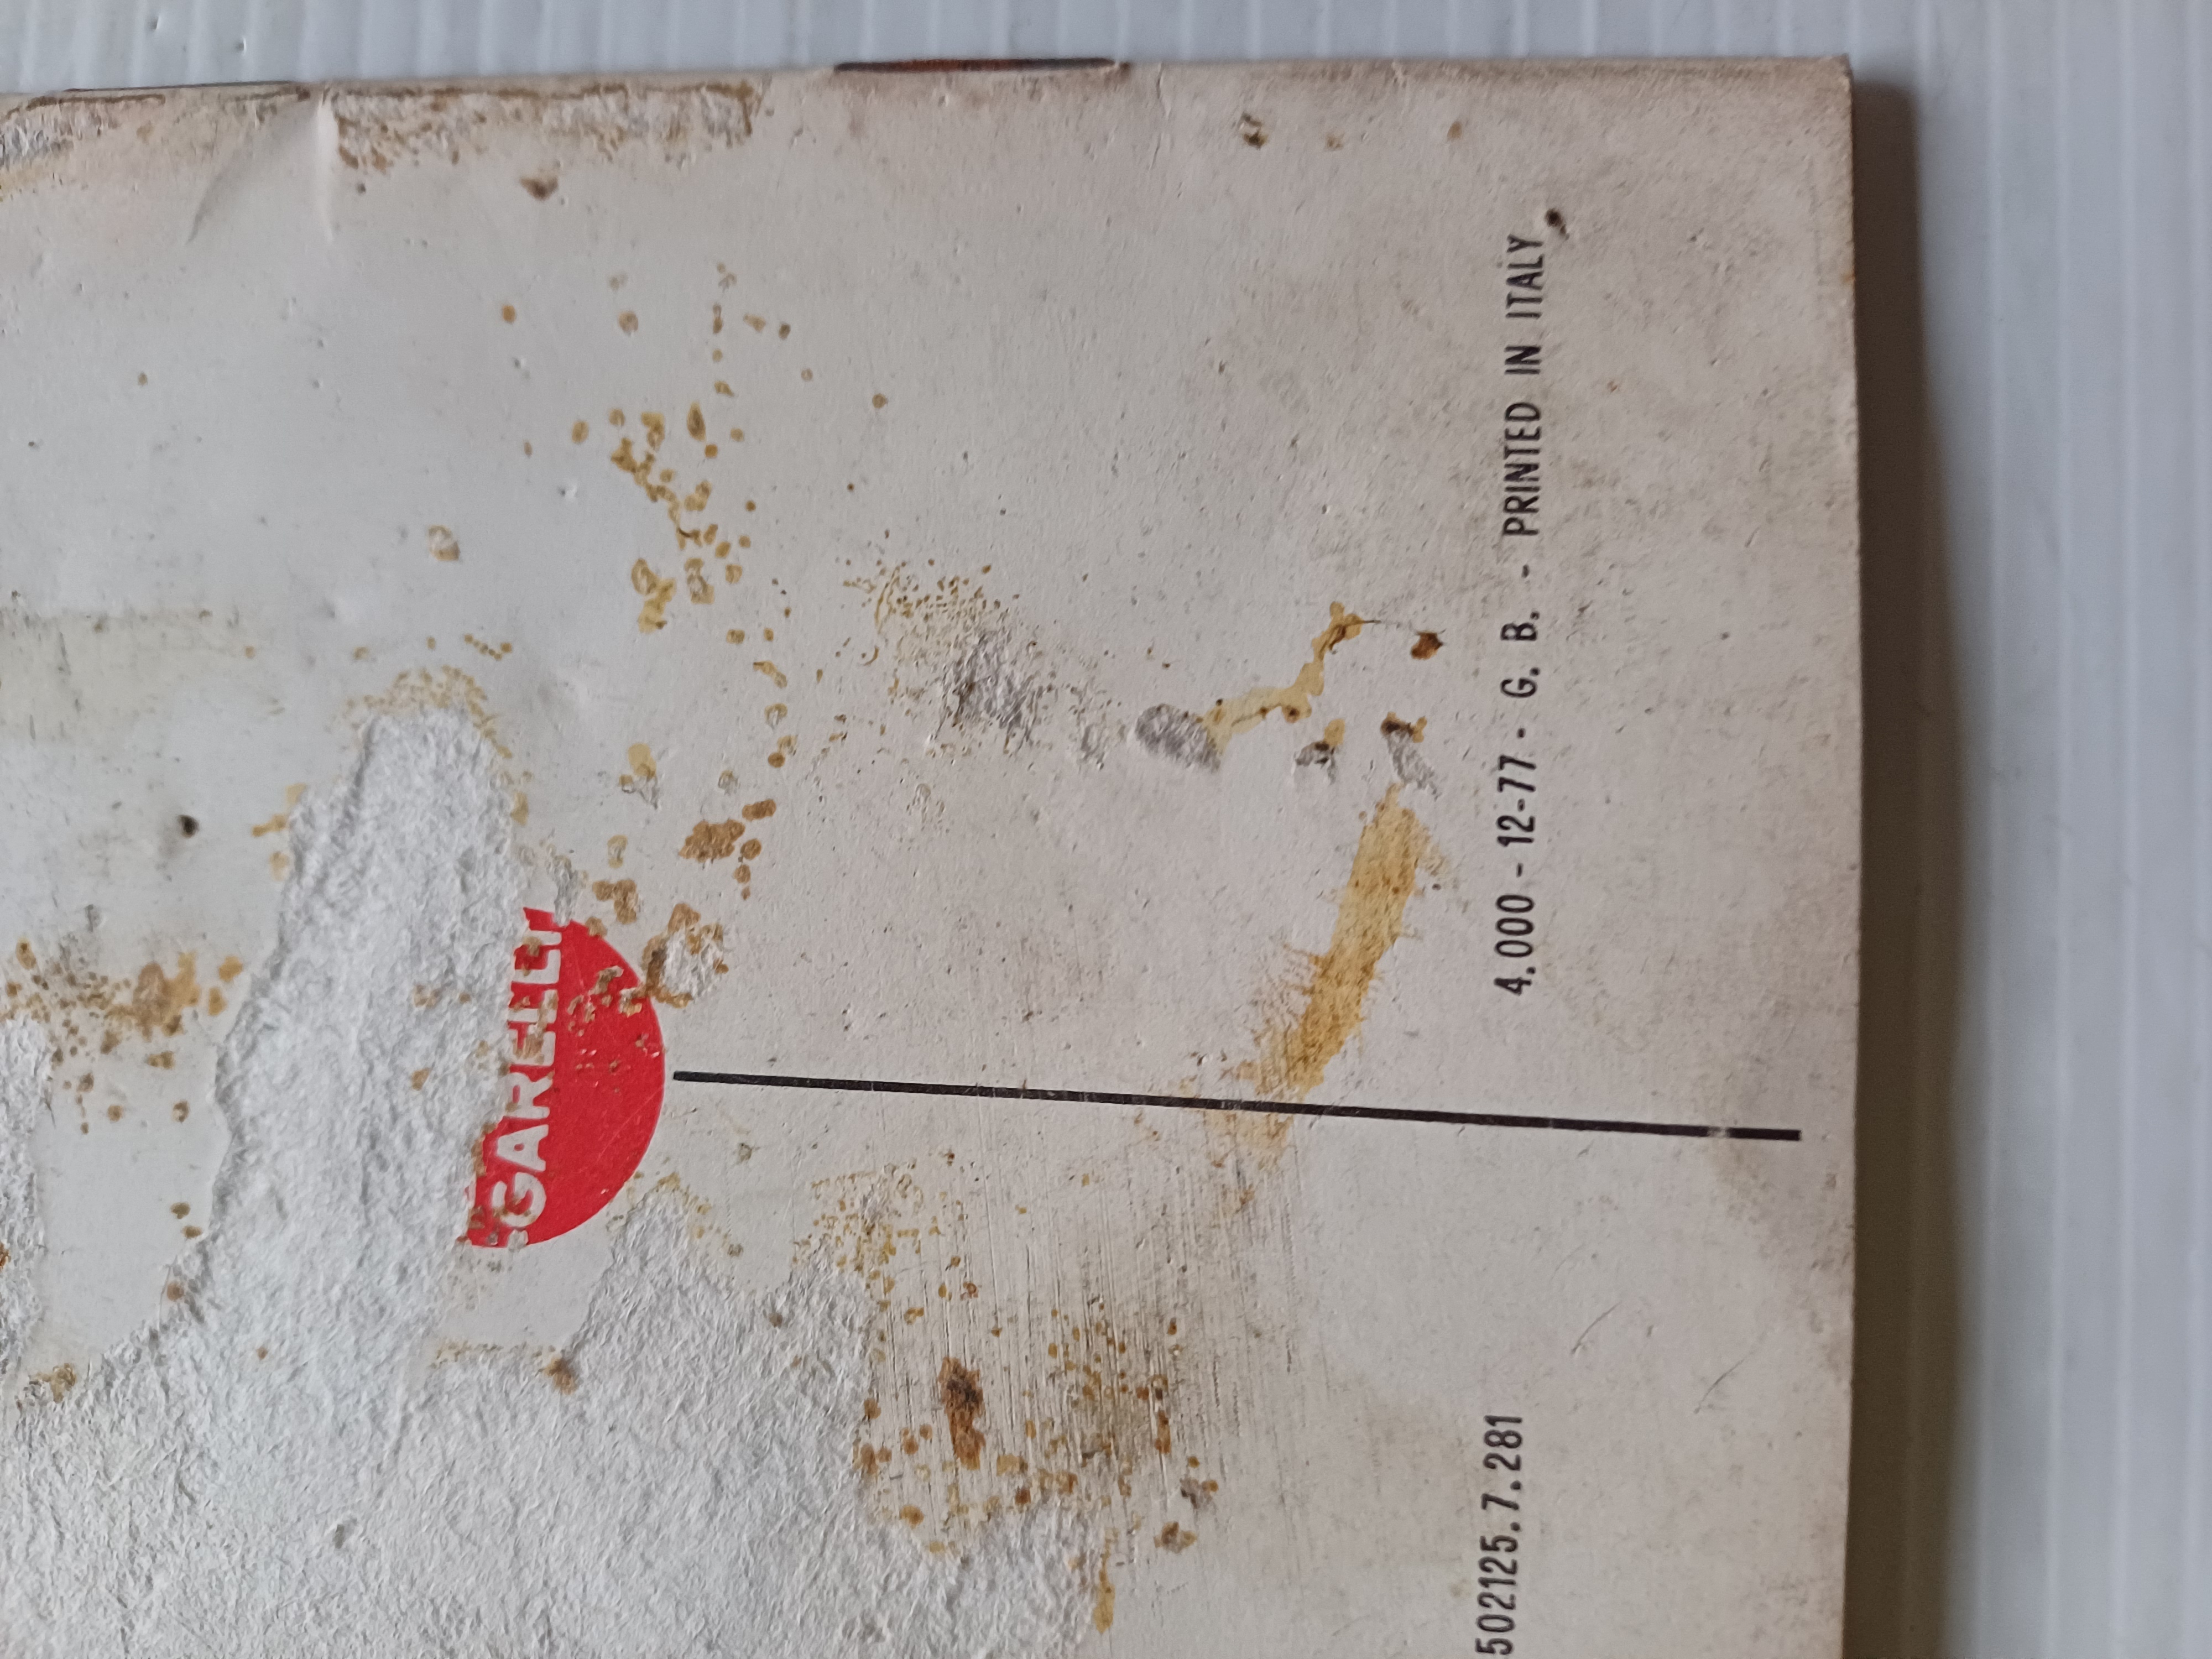 GARELLI
502125.7.281
4.000 - 12-77 - G. B. - PRINTED IN ITALY